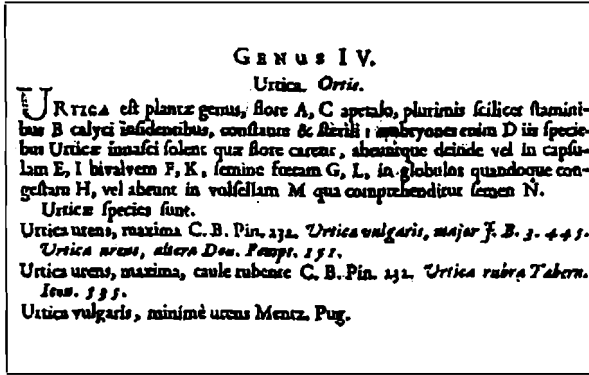 GENUS IV.
Urtica. Ortie.
URTICA est plantæ genus, flore A, C apetalo, plurimis scilicet stamini-
bus B calyci insidentibus, constante & sterili : embryones enim D iis specie-
bus Urticæ innasci solent quæ flore carent, abeuntque deinde vel in capsu-
lam E, I bivalvem F, K, semine fœtam G, L, in globulos quandoque con-
gestam H, vel abeunt in volsellam M qua comprehenditur semen N.
Urticæ species sunt.
Urtica urens, maxima C. B. Pin. 232. Urtica vulgaris, major J. B. 3. 445.
Urtica urens, altera Dod. Pempt. 151.
Urtica urens, maxima, caule rubente C. B. Pin. 232. Urtica rubra Tabern.
Icon. 535.
Urtica vulgaris, minimè urens Mentz. Pug.